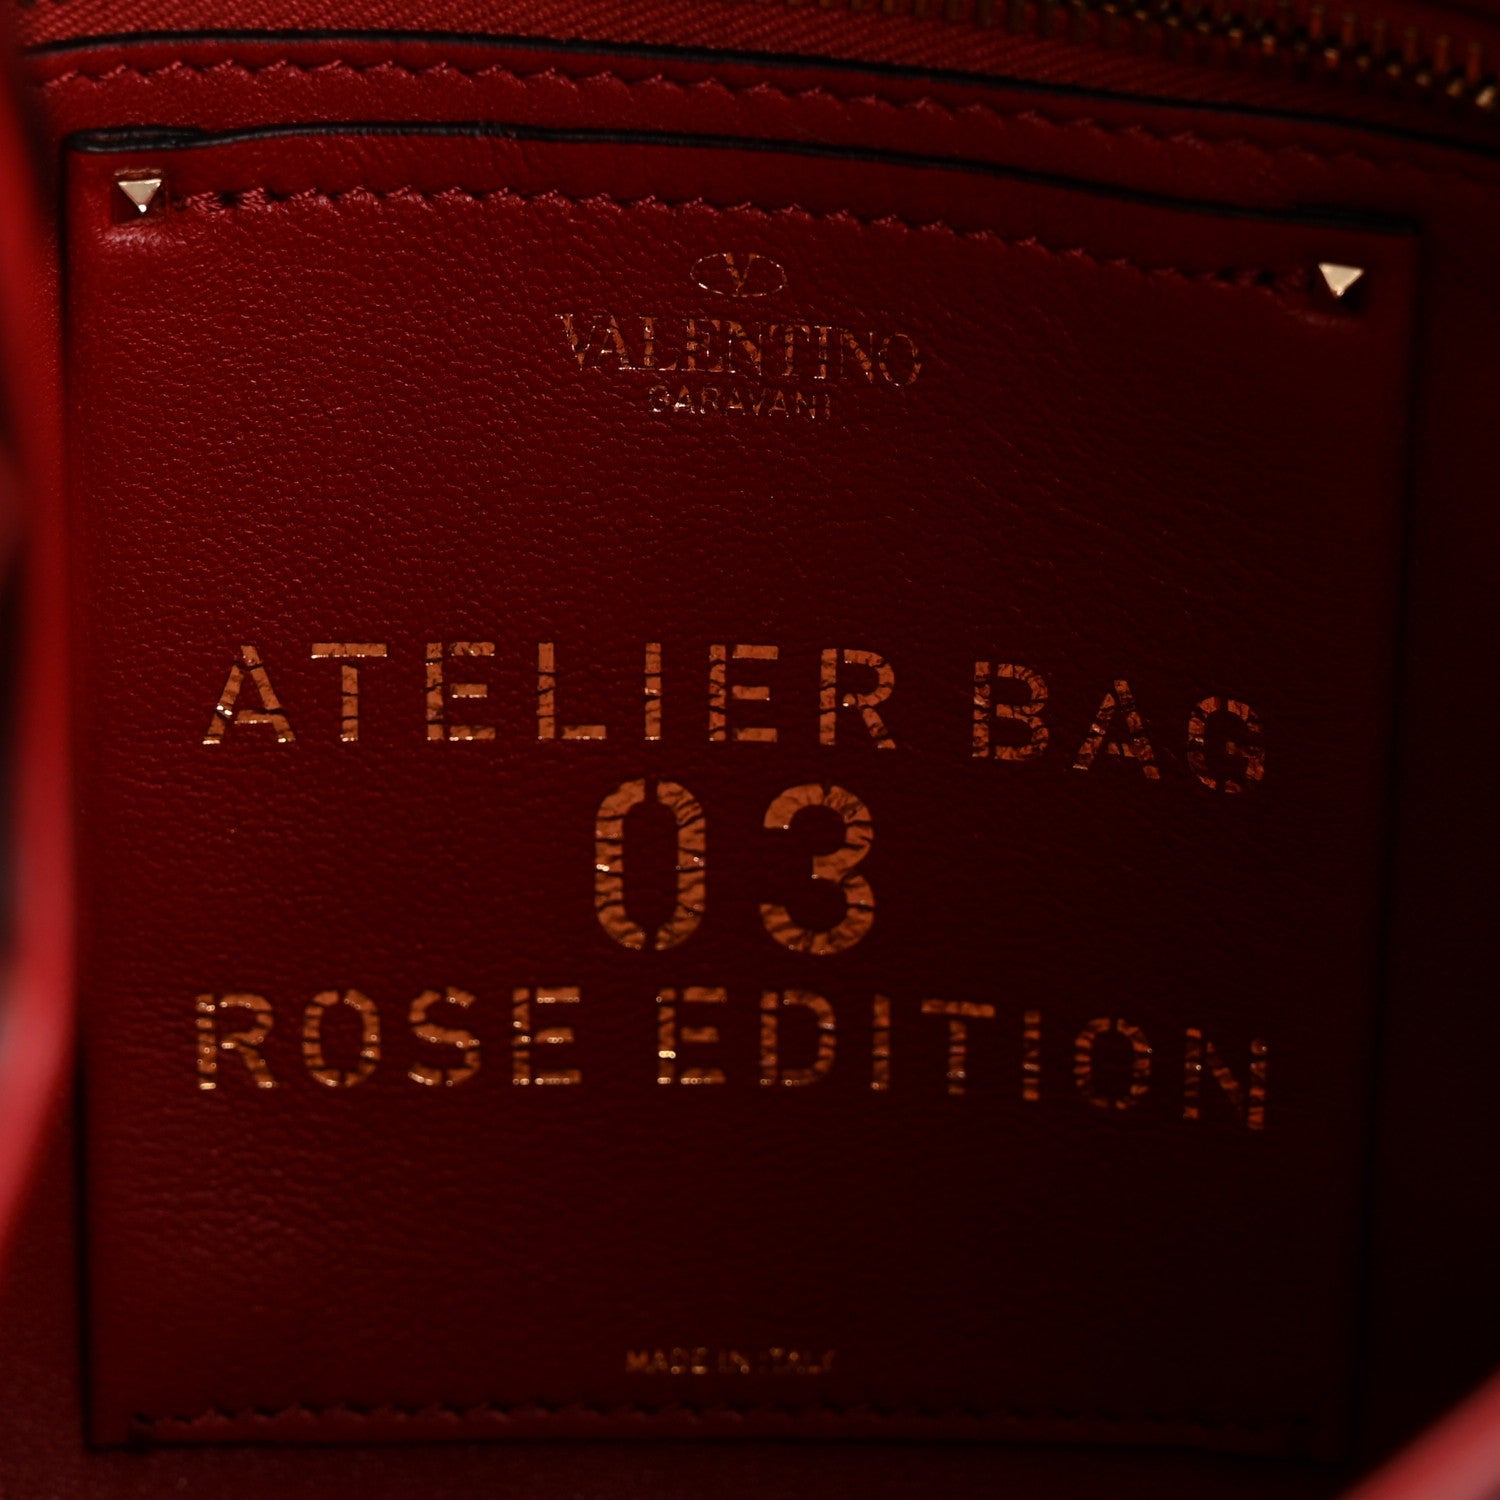 V
VALENTINO
GARAVANI
ATELIER BAG
03
ROSE EDITION
MADE IN ITALY